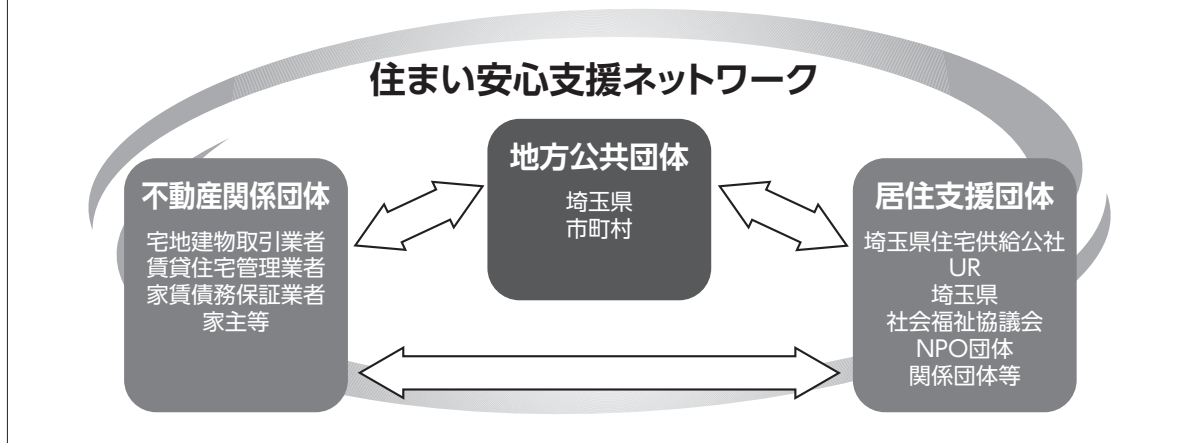 住まい安心支援ネットワーク
地方公共団体
埼玉県
市町村
不動産関係団体
宅地建物取引業者
賃貸住宅管理業者
家賃債務保証業者
家主等
居住支援団体
埼玉県住宅供給公社
UR
埼玉県
社会福祉協議会
NPO団体
関係団体等